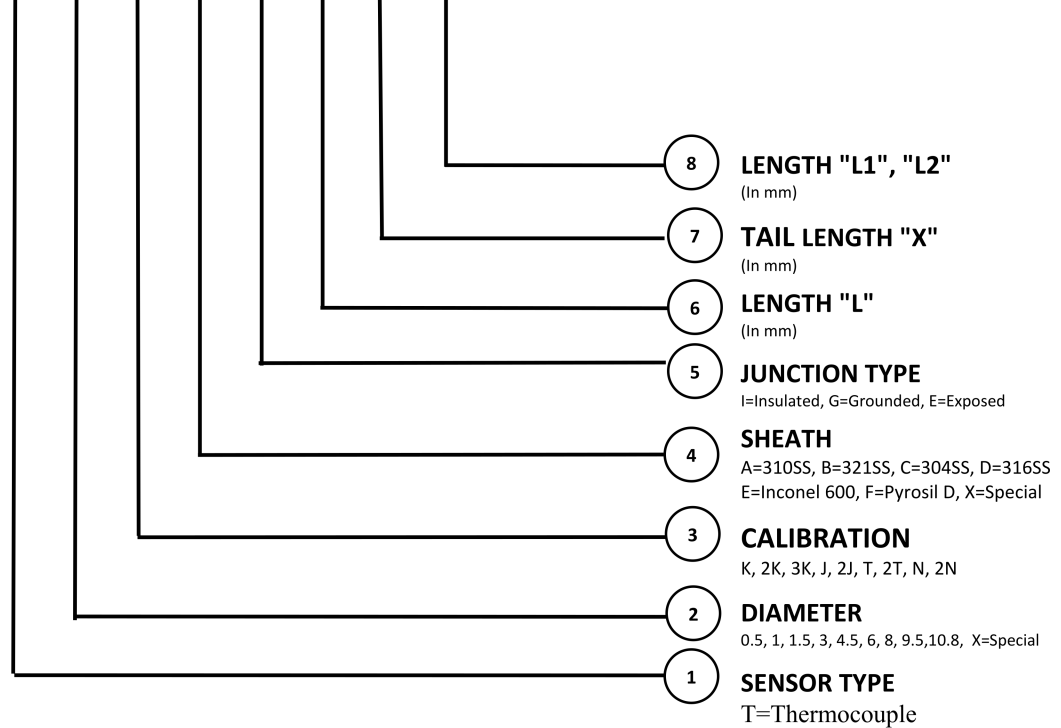 8
LENGTH "L1", "L2"
(In mm)
7
TAIL LENGTH "X"
(In mm)
6
LENGTH "L"
(In mm)
5
JUNCTION TYPE
I=Insulated, G=Grounded, E=Exposed
4
SHEATH
A=310SS, B=321SS, C=304SS, D=316SS
E=Inconel 600, F=Pyrosil D, X=Special
3
CALIBRATION
K, 2K, 3K, J, 2J, T, 2T, N, 2N
2
DIAMETER
0.5, 1, 1.5, 3, 4.5, 6, 8, 9.5,10.8, X=Special
1
SENSOR TYPE
T=Thermocouple